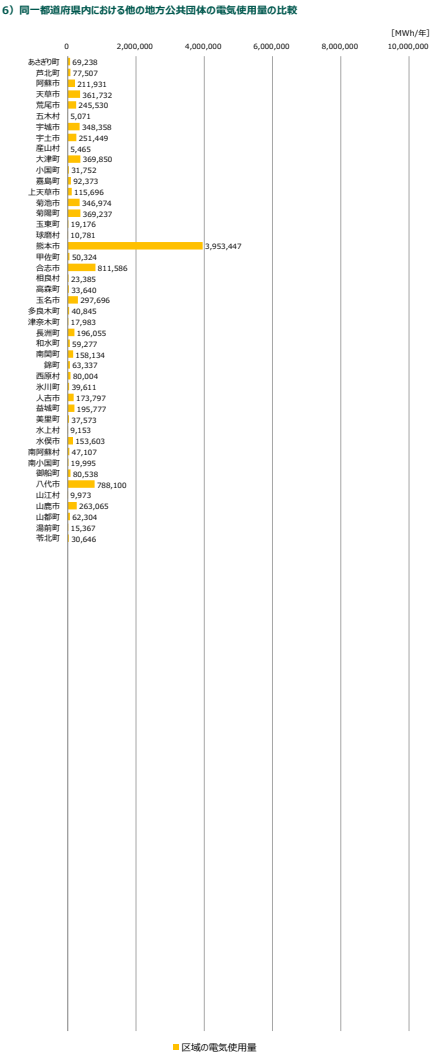 6）同一都道府県内における他の地方公共団体の電気使用量の比較
[MWh/年]
0 2,000,000 4,000,000 6,000,000 8,000,000 10,000,000
あさぎり町 69,238
芦北町 77,507
阿蘇市 211,931
天草市 361,732
荒尾市 245,530
五木村 5,071
宇城市 348,358
宇土市 251,449
産山村 5,465
大津町 369,850
小国町 31,752
嘉島町 92,373
上天草市 115,696
菊池市 346,974
菊陽町 369,237
玉東町 19,176
球磨村 10,781
熊本市 3,953,447
甲佐町 50,324
合志市 811,586
相良村 23,385
高森町 33,640
玉名市 297,696
多良木町 40,845
津奈木町 17,983
長洲町 196,055
和水町 59,277
南関町 158,134
錦町 63,337
西原村 80,004
氷川町 39,611
人吉市 173,797
益城町 195,777
美里町 37,573
水上村 9,153
水俣市 153,603
南阿蘇村 47,107
南小国町 19,995
御船町 80,538
八代市 788,100
山江村 9,973
山鹿市 263,065
山都町 62,304
湯前町 15,367
苓北町 30,646
区域の電気使用量